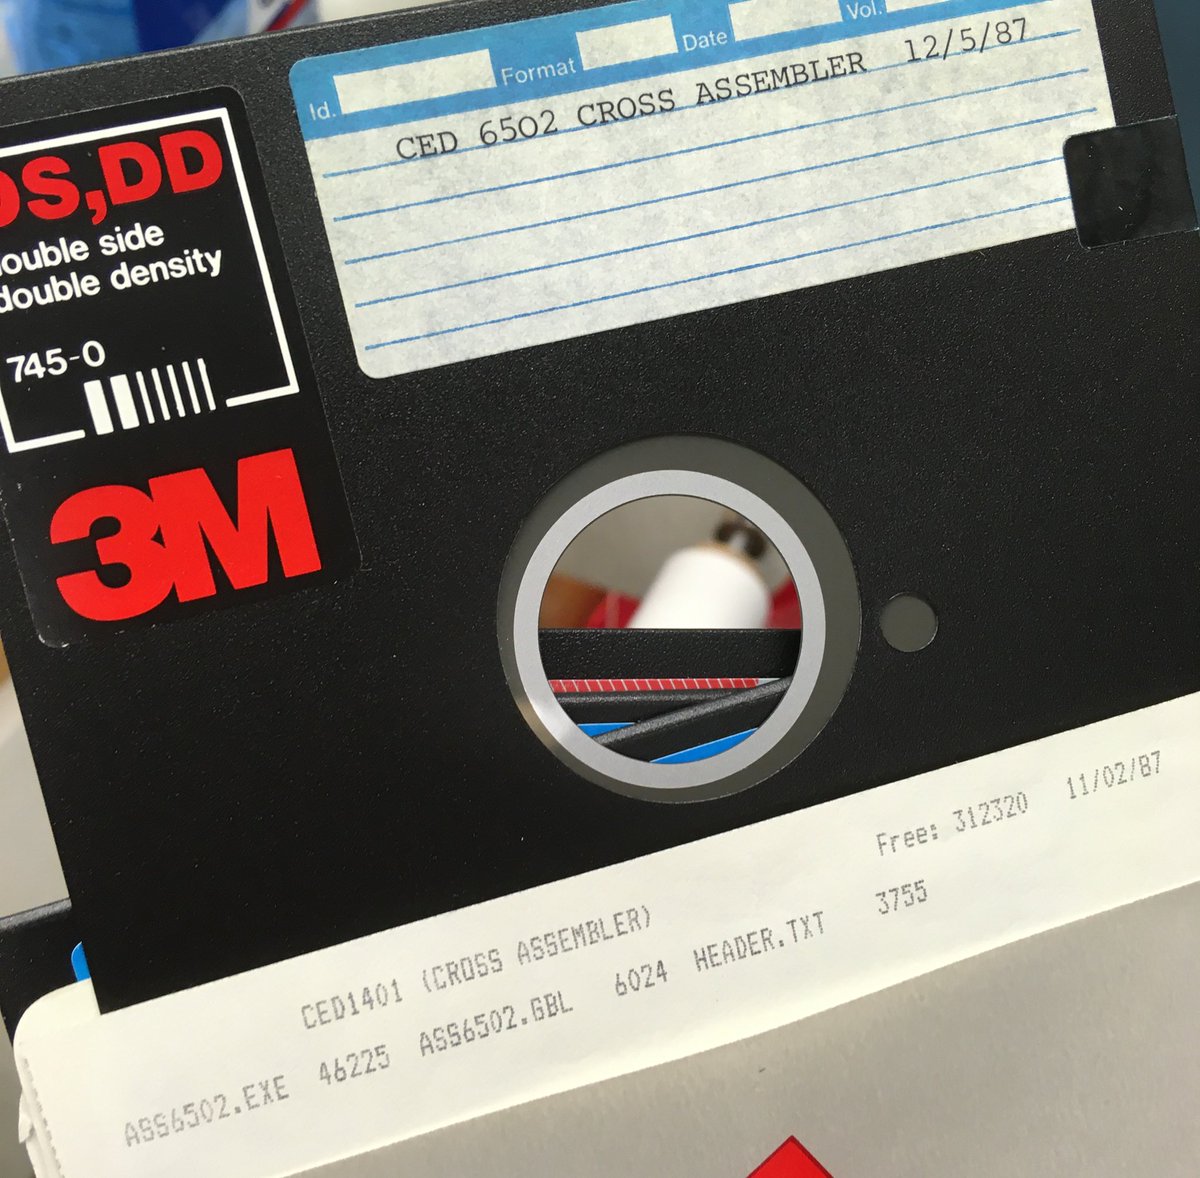 Id. Format Date Vol.
CED 6502 CROSS ASSEMBLER 12/5/87
DS,DD
double side
double density
745-0
3M
CED1401 (CROSS ASSEMBLER) Free: 312320 11/02/87
ASS6502.EXE 46225 ASS6502.GBL 6024 HEADER.TXT 3755